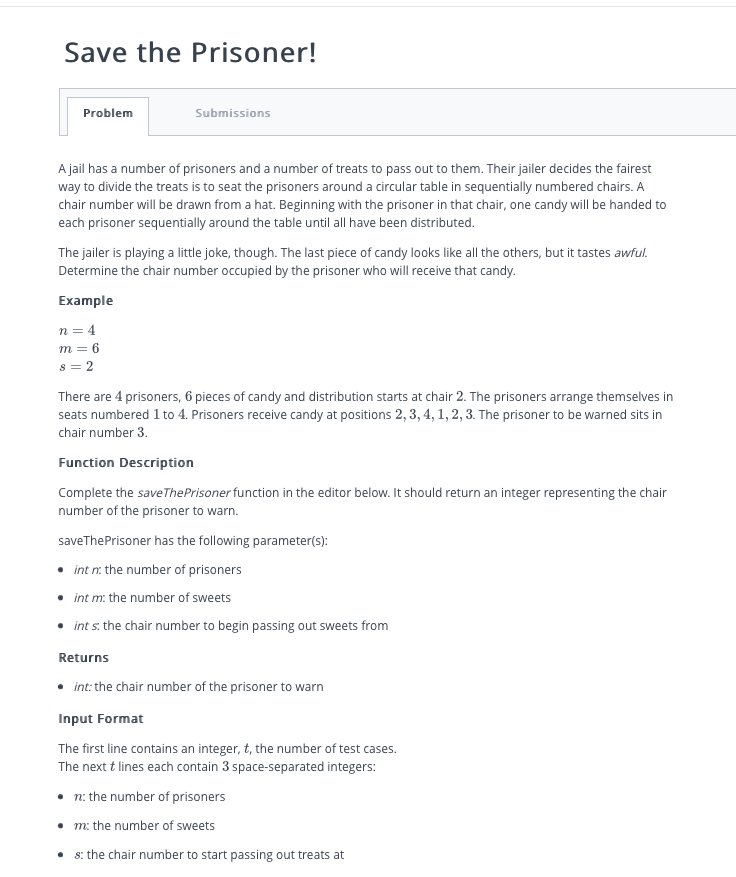 Save the Prisoner!
Problem
Submissions
A jail has a number of prisoners and a number of treats to pass out to them. Their jailer decides the fairest
way to divide the treats is to seat the prisoners around a circular table in sequentially numbered chairs. A
chair number will be drawn from a hat. Beginning with the prisoner in that chair, one candy will be handed to
each prisoner sequentially around the table until all have been distributed.
The jailer is playing a little joke, though. The last piece of candy looks like all the others, but it tastes awful.
Determine the chair number occupied by the prisoner who will receive that candy.
Example
n = 4
m = 6
s = 2
There are 4 prisoners, 6 pieces of candy and distribution starts at chair 2. The prisoners arrange themselves in
seats numbered 1 to 4. Prisoners receive candy at positions 2, 3, 4, 1, 2, 3. The prisoner to be warned sits in
chair number 3.
Function Description
Complete the saveThePrisoner function in the editor below. It should return an integer representing the chair
number of the prisoner to warn.
saveThePrisoner has the following parameter(s):
• int n: the number of prisoners
• int m: the number of sweets
• int s: the chair number to begin passing out sweets from
Returns
• int: the chair number of the prisoner to warn
Input Format
The first line contains an integer, t, the number of test cases.
The next t lines each contain 3 space-separated integers:
• n: the number of prisoners
• m: the number of sweets
• s: the chair number to start passing out treats at